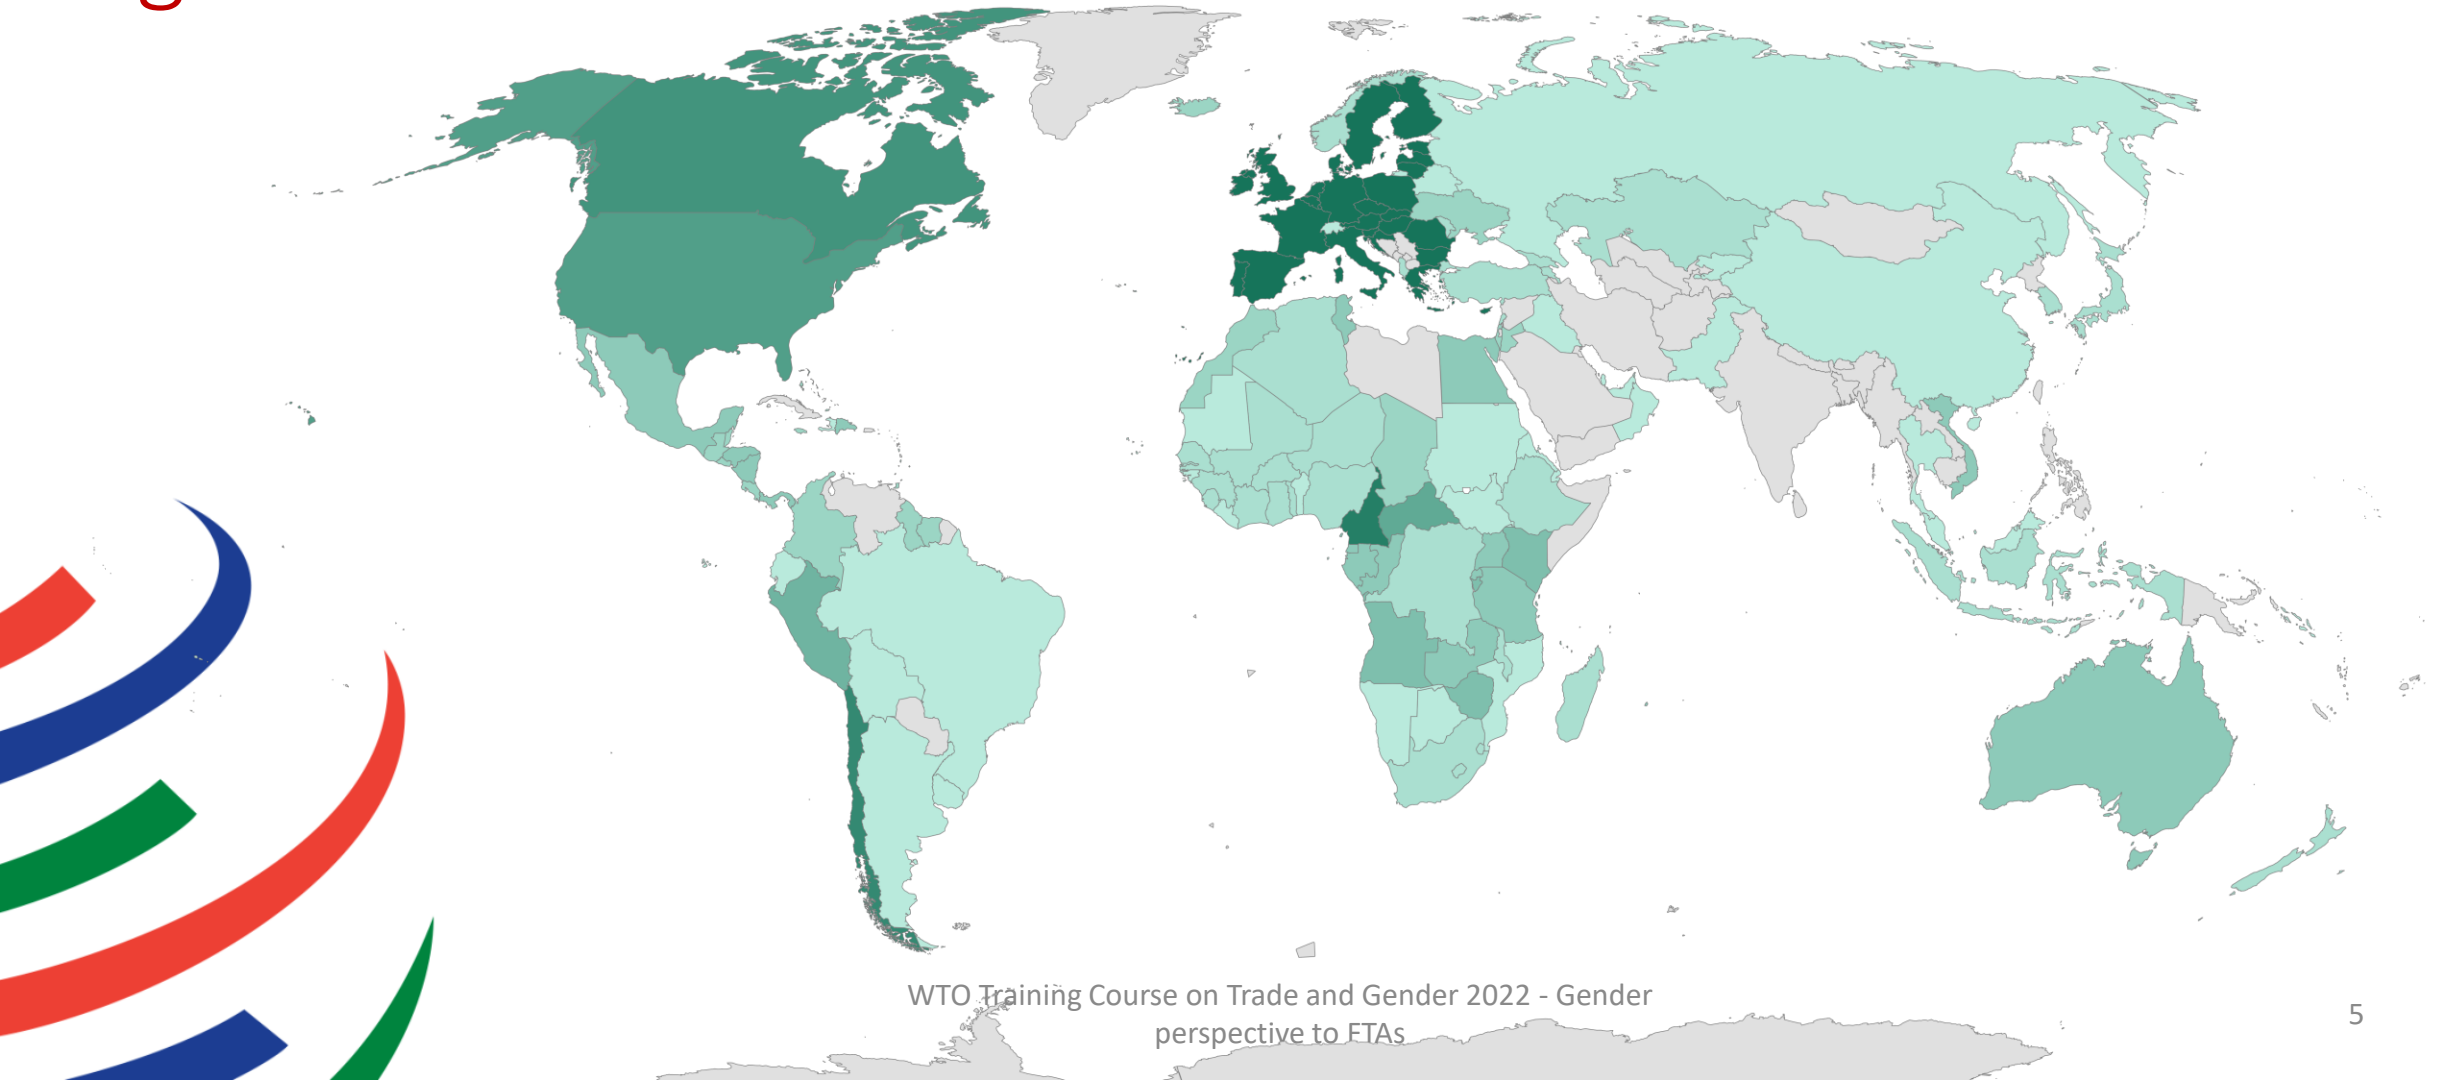 WTO Training Course on Trade and Gender 2022 - Gender
perspective to FTAs
5